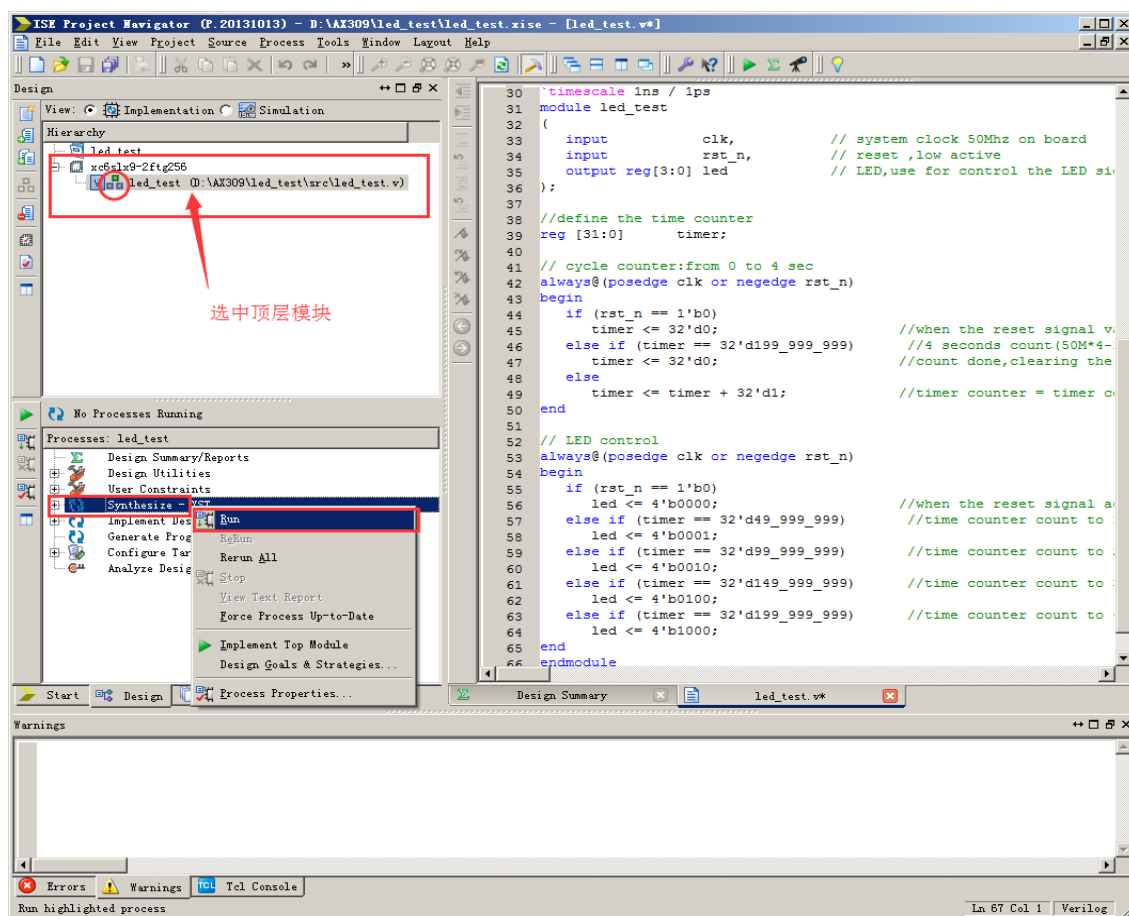 ISE Project Navigator (P.20131013) - D:\AX309\led_test\led_test.xise - [led_test.v*]
File Edit View Project Source Process Tools Window Layout Help
Design
View: Implementation Simulation
Hierarchy
led_test
xc6slx9-2ftg256
led_test (D:\AX309\led_test\src\led_test.v)
选中顶层模块
No Processes Running
Processes: led_test
Design Summary/Reports
Design Utilities
User Constraints
Synthesize - XST
Implement Des
Generate Prog
Configure Tar
Analyze Desig
Run
ReRun
Rerun All
Stop
View Text Report
Force Process Up-to-Date
Implement Top Module
Design Goals & Strategies...
Process Properties...
Start Design
30 `timescale 1ns / 1ps
31 module led_test
32 (
33 input clk, // system clock 50Mhz on board
34 input rst_n, // reset ,low active
35 output reg[3:0] led // LED,use for control the LED si
36 );
37
38 //define the time counter
39 reg [31:0] timer;
40
41 // cycle counter:from 0 to 4 sec
42 always@(posedge clk or negedge rst_n)
43 begin
44 if (rst_n == 1'b0)
45 timer <= 32'd0; //when the reset signal v
46 else if (timer == 32'd199_999_999) //4 seconds count(50M*4-
47 timer <= 32'd0; //count done,clearing the
48 else
49 timer <= timer + 32'd1; //timer counter = timer c
50 end
51
52 // LED control
53 always@(posedge clk or negedge rst_n)
54 begin
55 if (rst_n == 1'b0)
56 led <= 4'b0000; //when the reset signal a
57 else if (timer == 32'd49_999_999) //time counter count to
58 led <= 4'b0001;
59 else if (timer == 32'd99_999_999) //time counter count to
60 led <= 4'b0010;
61 else if (timer == 32'd149_999_999) //time counter count to
62 led <= 4'b0100;
63 else if (timer == 32'd199_999_999) //time counter count to
64 led <= 4'b1000;
65 end
66 endmodule
Design Summary led_test.v*
Warnings
Errors Warnings Tcl Console
Run highlighted process Ln 67 Col 1 Verilog